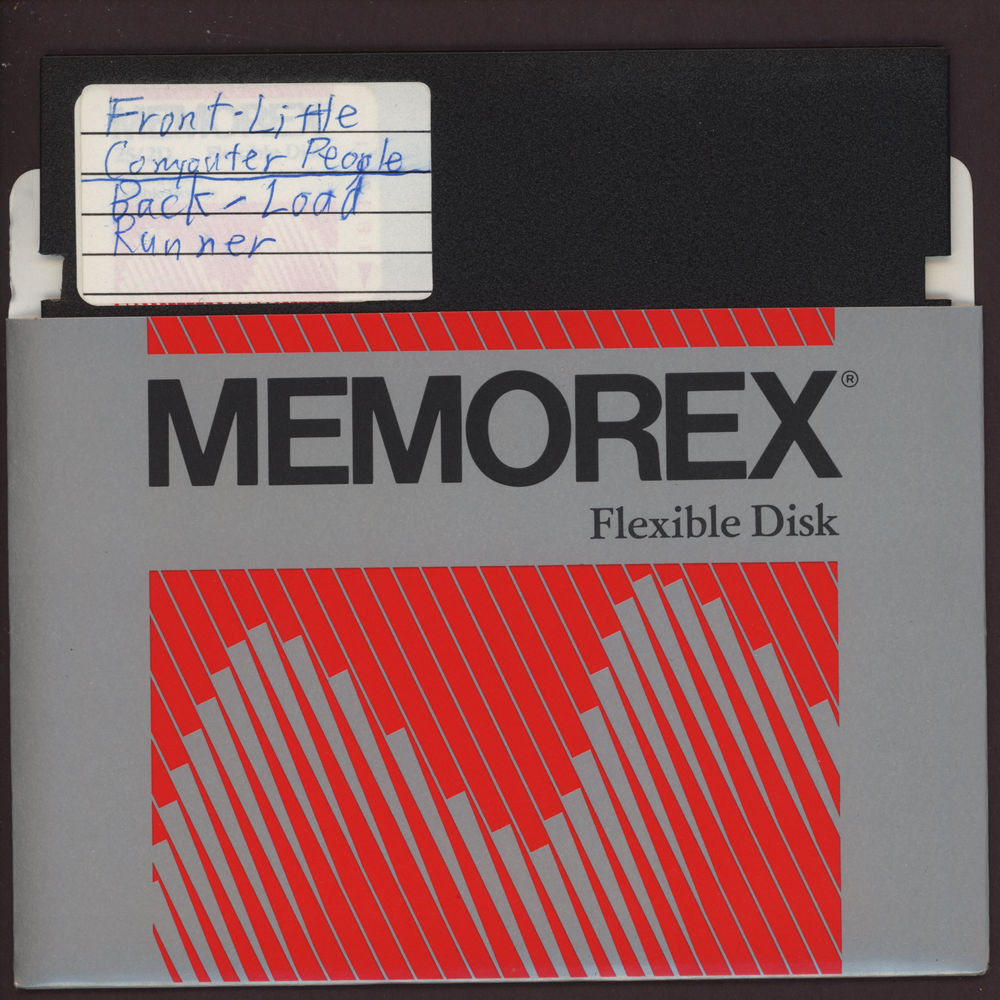 Front-Little
Computer People
Back - Load
Runner
MEMOREX®
Flexible Disk